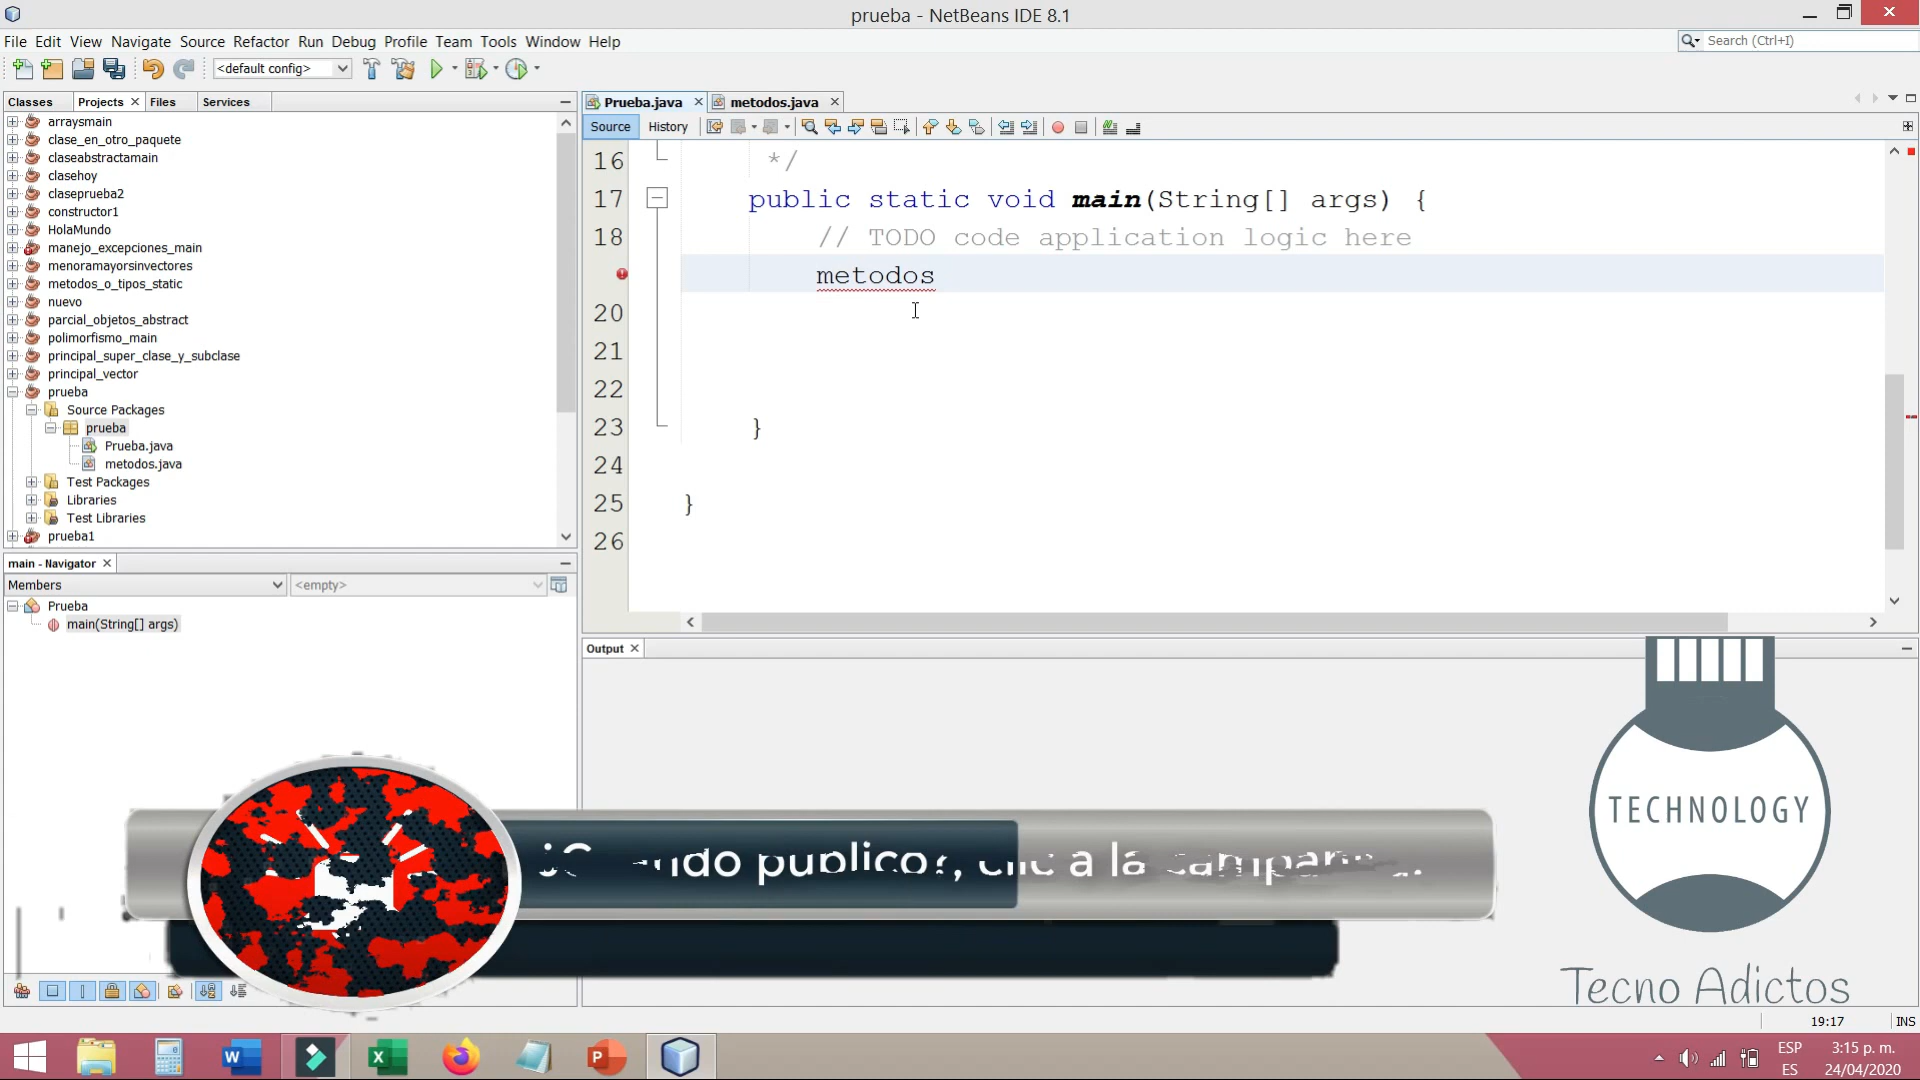 prueba - NetBeans IDE 8.1
File Edit View Navigate Source Refactor Run Debug Profile Team Tools Window Help
Search (Ctrl+I)
<default config>
Classes Projects Files Services
arraysmain
clase_en_otro_paquete
claseabstractamain
clasehoy
claseprueba2
constructor1
HolaMundo
manejo_excepciones_main
menoramayorsinvectores
metodos_o_tipos_static
nuevo
parcial_objetos_abstract
polimorfismo_main
principal_super_clase_y_subclase
principal_vector
prueba
Source Packages
prueba
Prueba.java
metodos.java
Test Packages
Libraries
Test Libraries
prueba1
main - Navigator
Members <empty>
Prueba
main(String[] args)
Prueba.java metodos.java
Source History
16 */
17 public static void main(String[] args) {
18 // TODO code application logic here
metodos
20
21
22
23 }
24
25 }
26
Output
publico?, a la
TECHNOLOGY
Tecno Adictos
19:17 INS
ESP
ES
3:15 p. m.
24/04/2020